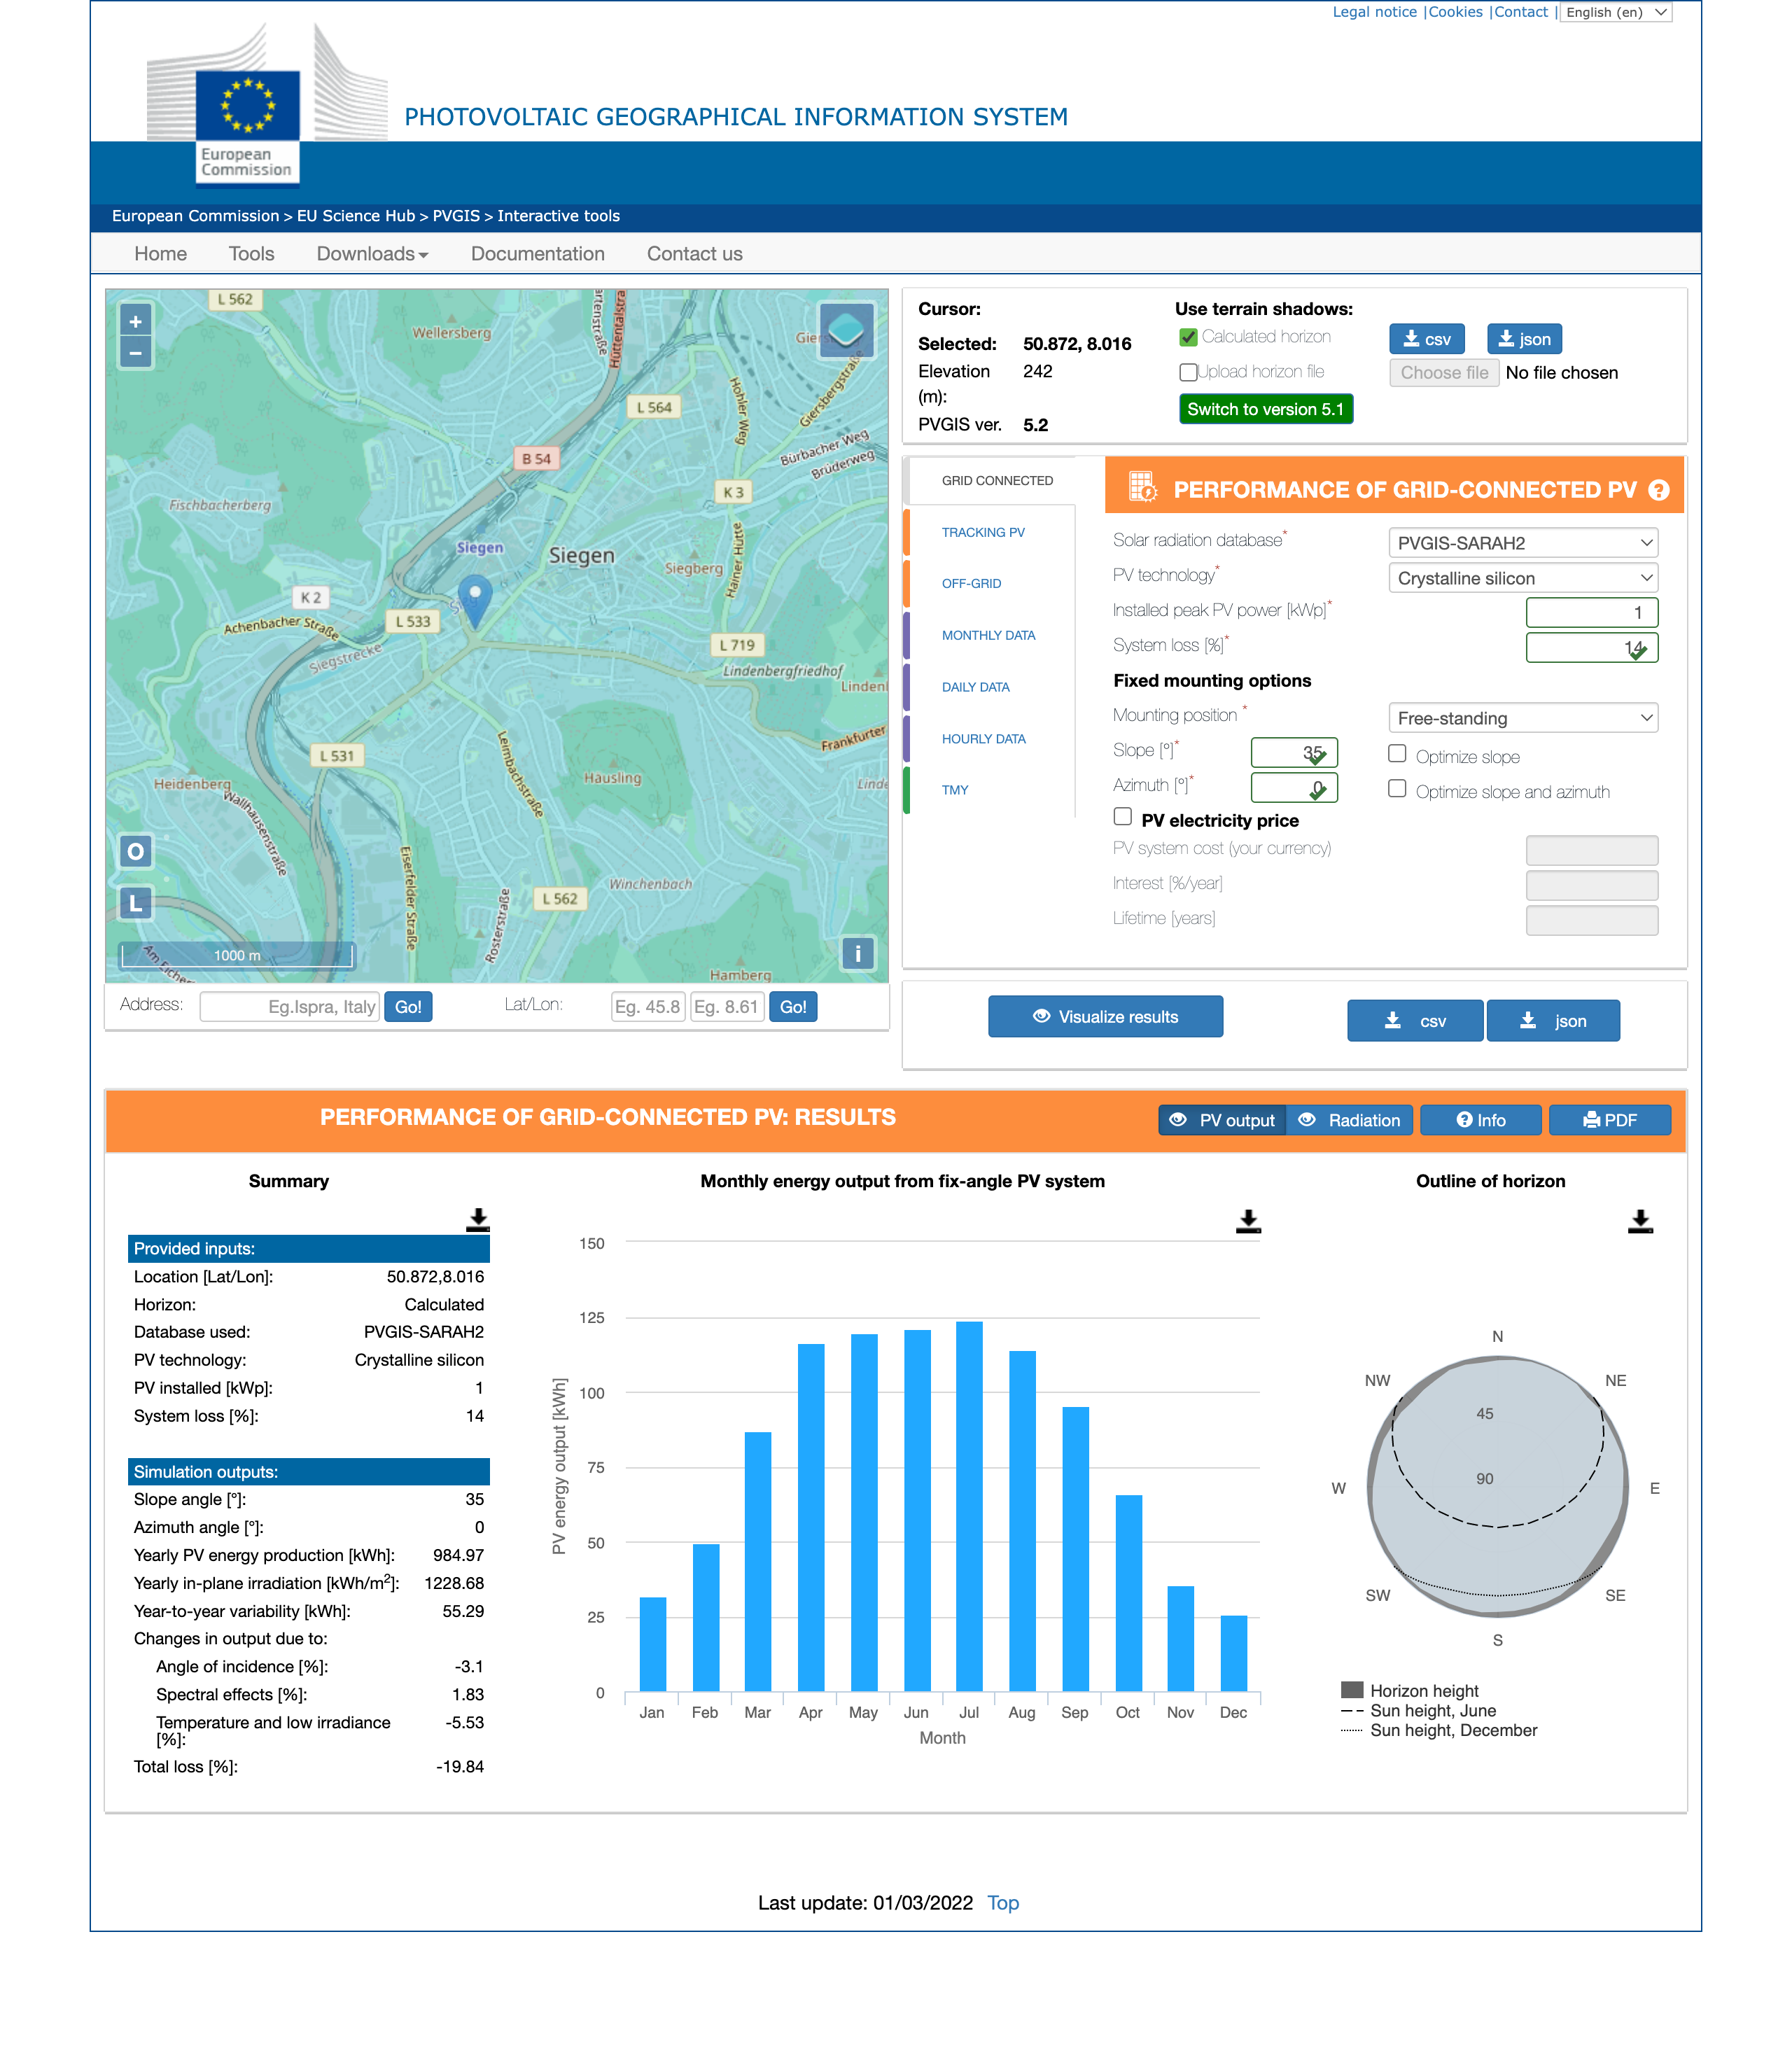 Legal notice |Cookies |Contact | English (en)
PHOTOVOLTAIC GEOGRAPHICAL INFORMATION SYSTEM
European
Commission
European Commission > EU Science Hub > PVGIS > Interactive tools
Home Tools Downloads Documentation Contact us
+
−
L 562
Wellersberg
Hüttentalstra
L 564
Hohler Weg
Giersbergstraße
B 54
Bürbacher Weg
Brüderweg
K 3
Fischbacherberg
Siegen
Siegen
Siegberg
Hainer Hütte
K 2
L 533
Achenbacher Straße
Siegstrecke
L 719
Lindenbergfriedhof
Frankfurter
L 531
Leimbachstraße
Häusling
Heidenberg
Wallhausenstraße
O
Eiserfelder Straße
Winchenbach
L
L 562
Rosterstraße
1000 m
i
Hamberg
Address: Eg.Ispra, Italy Go! Lat/Lon: Eg. 45.8 Eg. 8.61 Go!
Cursor:
Selected: 50.872, 8.016
Elevation 242
(m):
PVGIS ver. 5.2
Use terrain shadows:
Calculated horizon
Upload horizon file
Switch to version 5.1
csv json
Choose file No file chosen
GRID CONNECTED
TRACKING PV
OFF-GRID
MONTHLY DATA
DAILY DATA
HOURLY DATA
TMY
PERFORMANCE OF GRID-CONNECTED PV ?
Solar radiation database* PVGIS-SARAH2
PV technology* Crystalline silicon
Installed peak PV power [kWp]* 1
System loss [%]* 14
Fixed mounting options
Mounting position * Free-standing
Slope [°]* 35 Optimize slope
Azimuth [°]* 0 Optimize slope and azimuth
PV electricity price
PV system cost (your currency)
Interest [%/year]
Lifetime [years]
Visualize results csv json
PERFORMANCE OF GRID-CONNECTED PV: RESULTS
PV output Radiation Info PDF
Summary
Provided inputs:
Location [Lat/Lon]: 50.872,8.016
Horizon: Calculated
Database used: PVGIS-SARAH2
PV technology: Crystalline silicon
PV installed [kWp]: 1
System loss [%]: 14
Simulation outputs:
Slope angle [°]: 35
Azimuth angle [°]: 0
Yearly PV energy production [kWh]: 984.97
Yearly in-plane irradiation [kWh/m²]: 1228.68
Year-to-year variability [kWh]: 55.29
Changes in output due to:
Angle of incidence [%]: -3.1
Spectral effects [%]: 1.83
Temperature and low irradiance -5.53
[%]:
Total loss [%]: -19.84
Monthly energy output from fix-angle PV system
PV energy output [kWh]
150
125
100
75
50
25
0
Jan Feb Mar Apr May Jun Jul Aug Sep Oct Nov Dec
Month
Outline of horizon
N
NW NE
45
90
W E
SW SE
S
Horizon height
Sun height, June
Sun height, December
Last update: 01/03/2022 Top